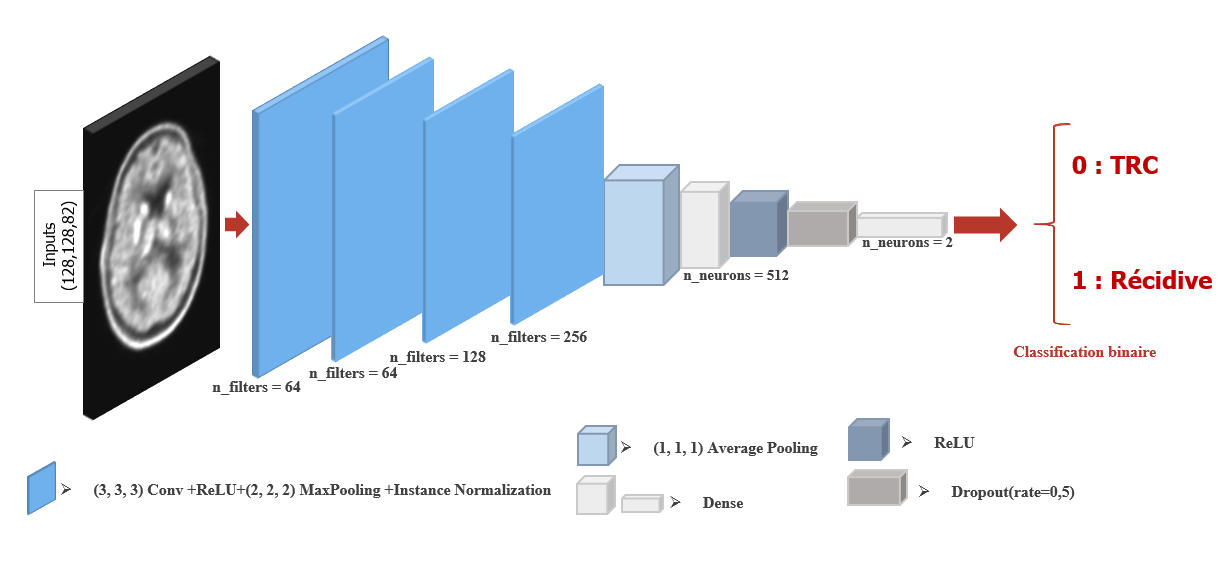 Inputs
(128,128,82)
n_filters = 64
n_filters = 64
n_filters = 128
n_filters = 256
n_neurons = 512
n_neurons = 2
0 : TRC
1 : Récidive
Classification binaire
(3, 3, 3) Conv +ReLU+(2, 2, 2) MaxPooling +Instance Normalization
(1, 1, 1) Average Pooling
Dense
ReLU
Dropout(rate=0,5)